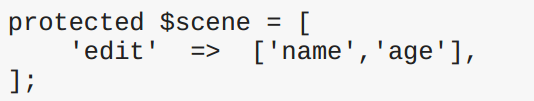 protected $scene = [
    'edit'  =>  ['name','age'],
];